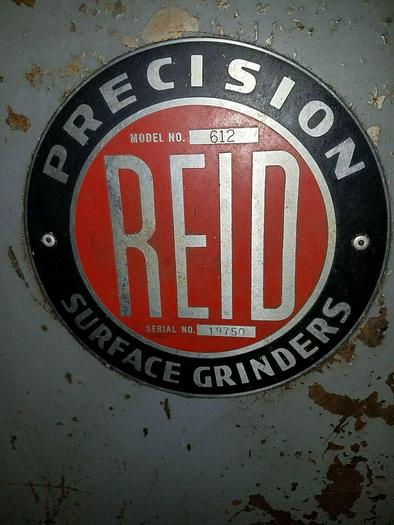 PRECISION
MODEL NO. 612
REID
SERIAL NO. 19750
SURFACE GRINDERS